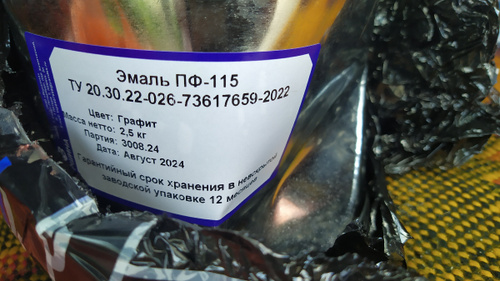 Эмаль ПФ-115
ТУ 20.30.22-026-73617659-2022
Цвет: Графит
Масса нетто: 2,5 кг
Партия: 3008.24
Дата: Август 2024
Гарантийный срок хранения в невскрытой
заводской упаковке 12 месяцев